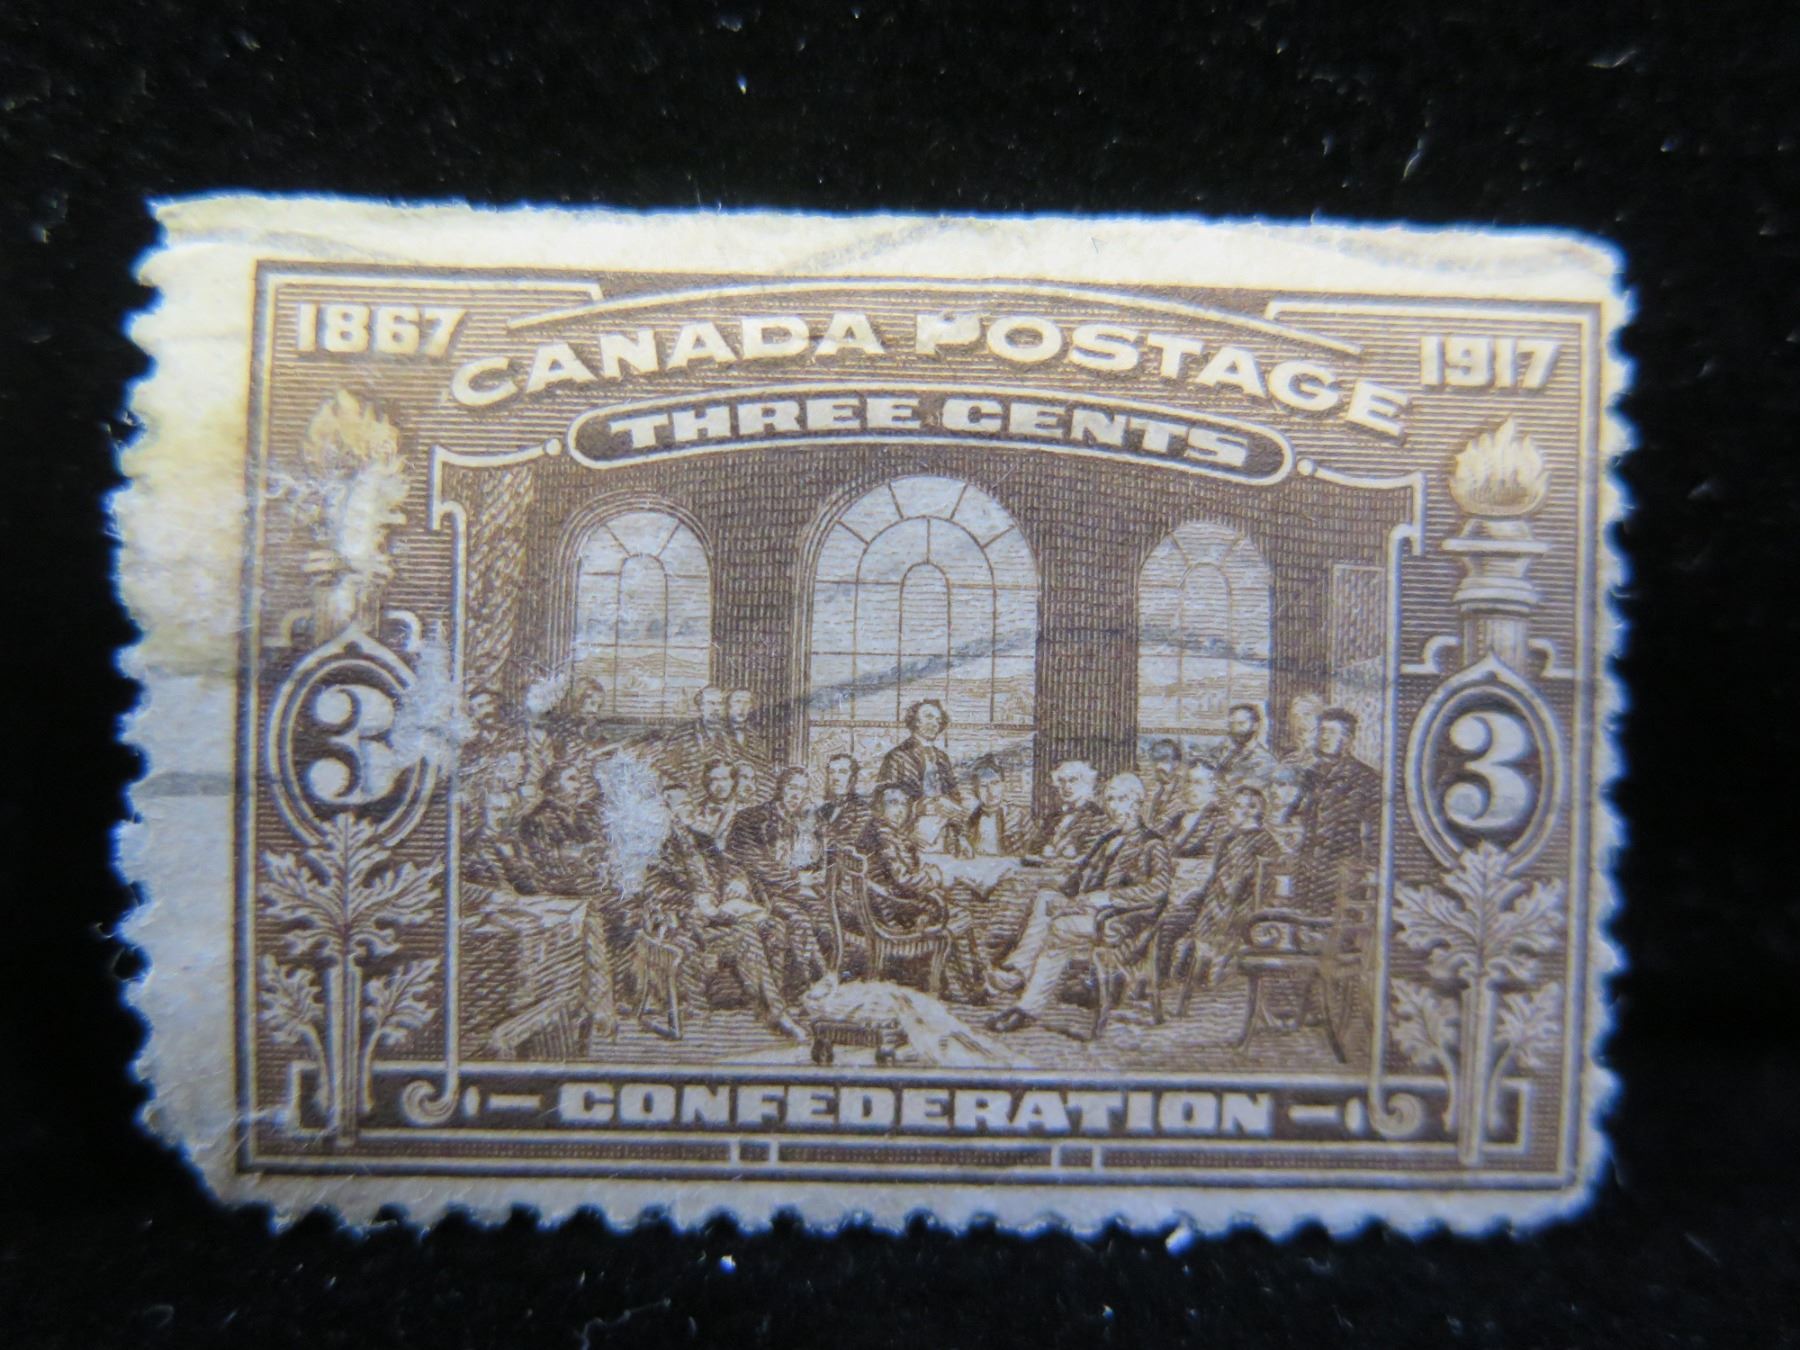 1867 1917
CANADA POSTAGE
THREE CENTS
3 3
CONFEDERATION